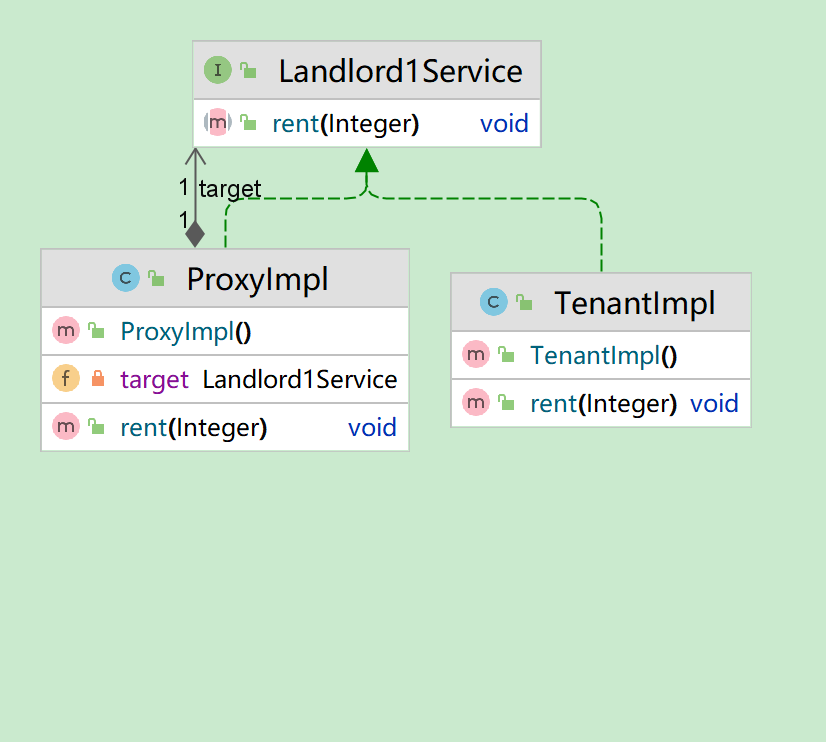 I Landlord1Service
m rent(Integer) void
1 target
1
C ProxyImpl
m ProxyImpl()
f target Landlord1Service
m rent(Integer) void
C TenantImpl
m TenantImpl()
m rent(Integer) void